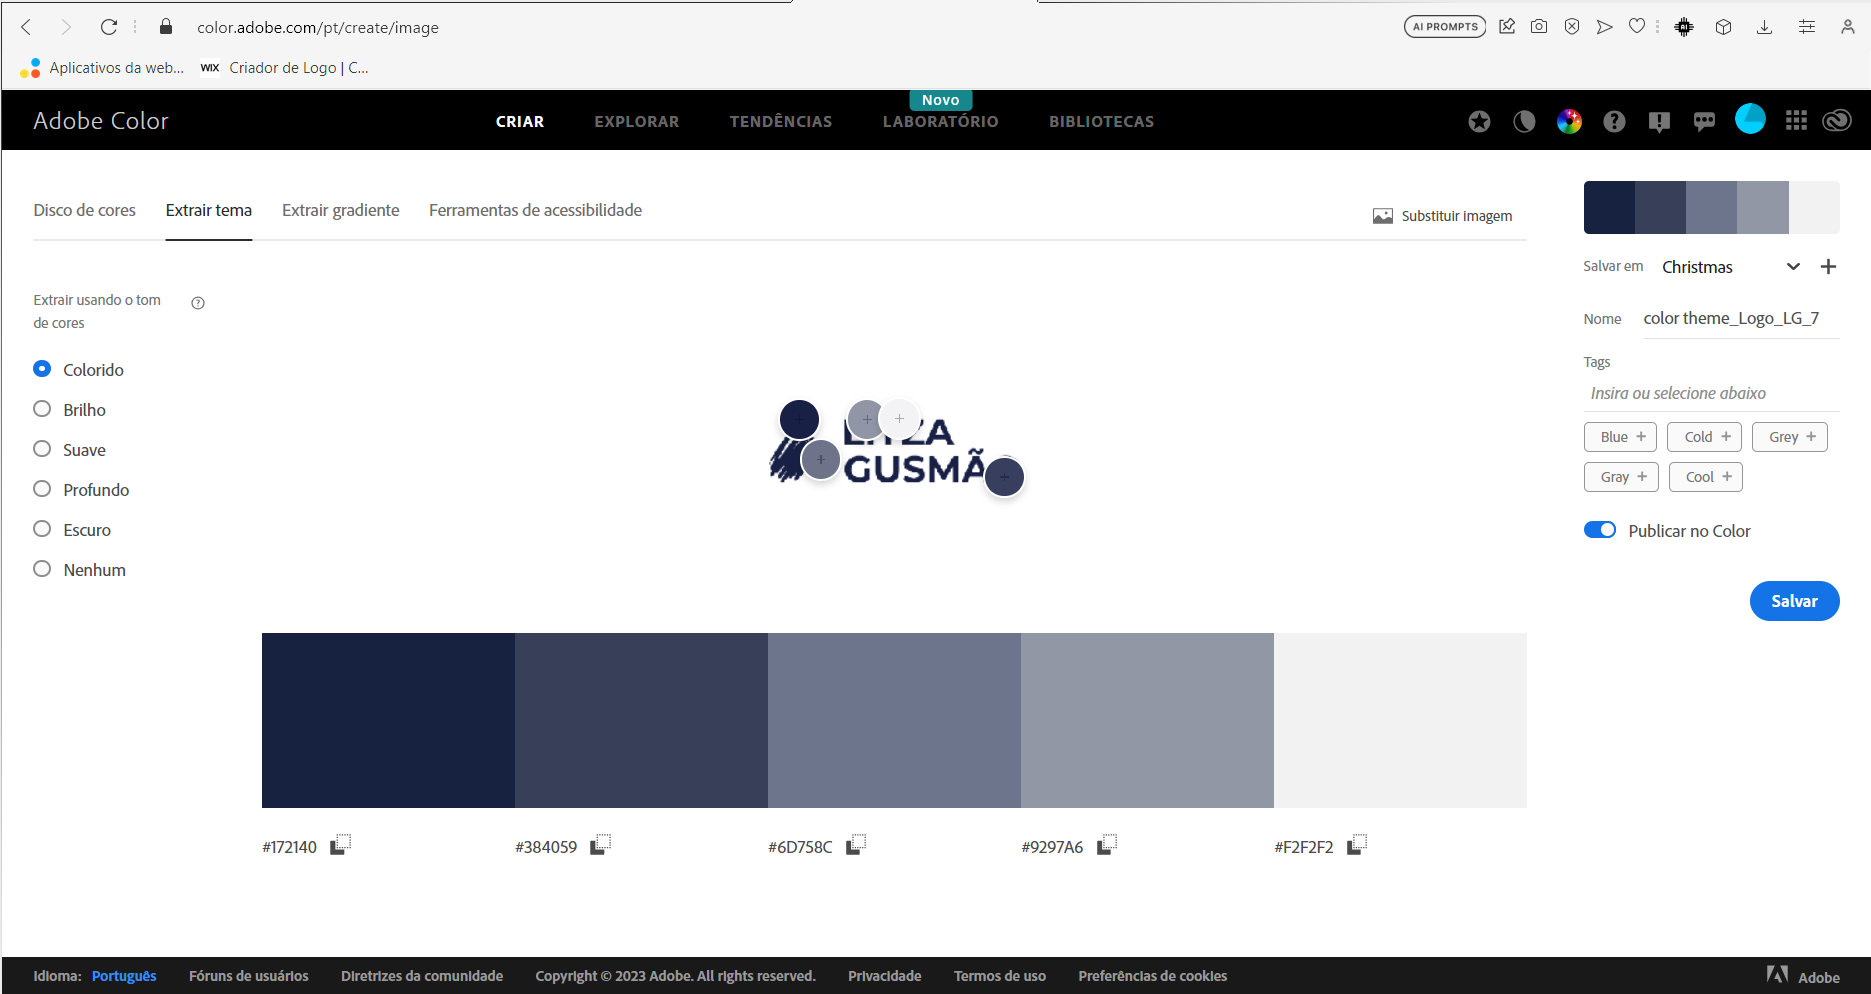 color.adobe.com/pt/create/image
AI PROMPTS
Aplicativos da web...
WIX Criador de Logo | C...
Adobe Color
CRIAR
EXPLORAR
TENDÊNCIAS
Novo
LABORATÓRIO
BIBLIOTECAS
Disco de cores
Extrair tema
Extrair gradiente
Ferramentas de acessibilidade
Substituir imagem
Extrair usando o tom
de cores
Colorido
Brilho
Suave
Profundo
Escuro
Nenhum
GUSMÃ
Salvar em Christmas
Nome color theme_Logo_LG_7
Tags
Insira ou selecione abaixo
Blue + Cold + Grey +
Gray + Cool +
Publicar no Color
Salvar
#172140
#384059
#6D758C
#9297A6
#F2F2F2
Idioma: Português
Fóruns de usuários
Diretrizes da comunidade
Copyright © 2023 Adobe. All rights reserved.
Privacidade
Termos de uso
Preferências de cookies
Adobe